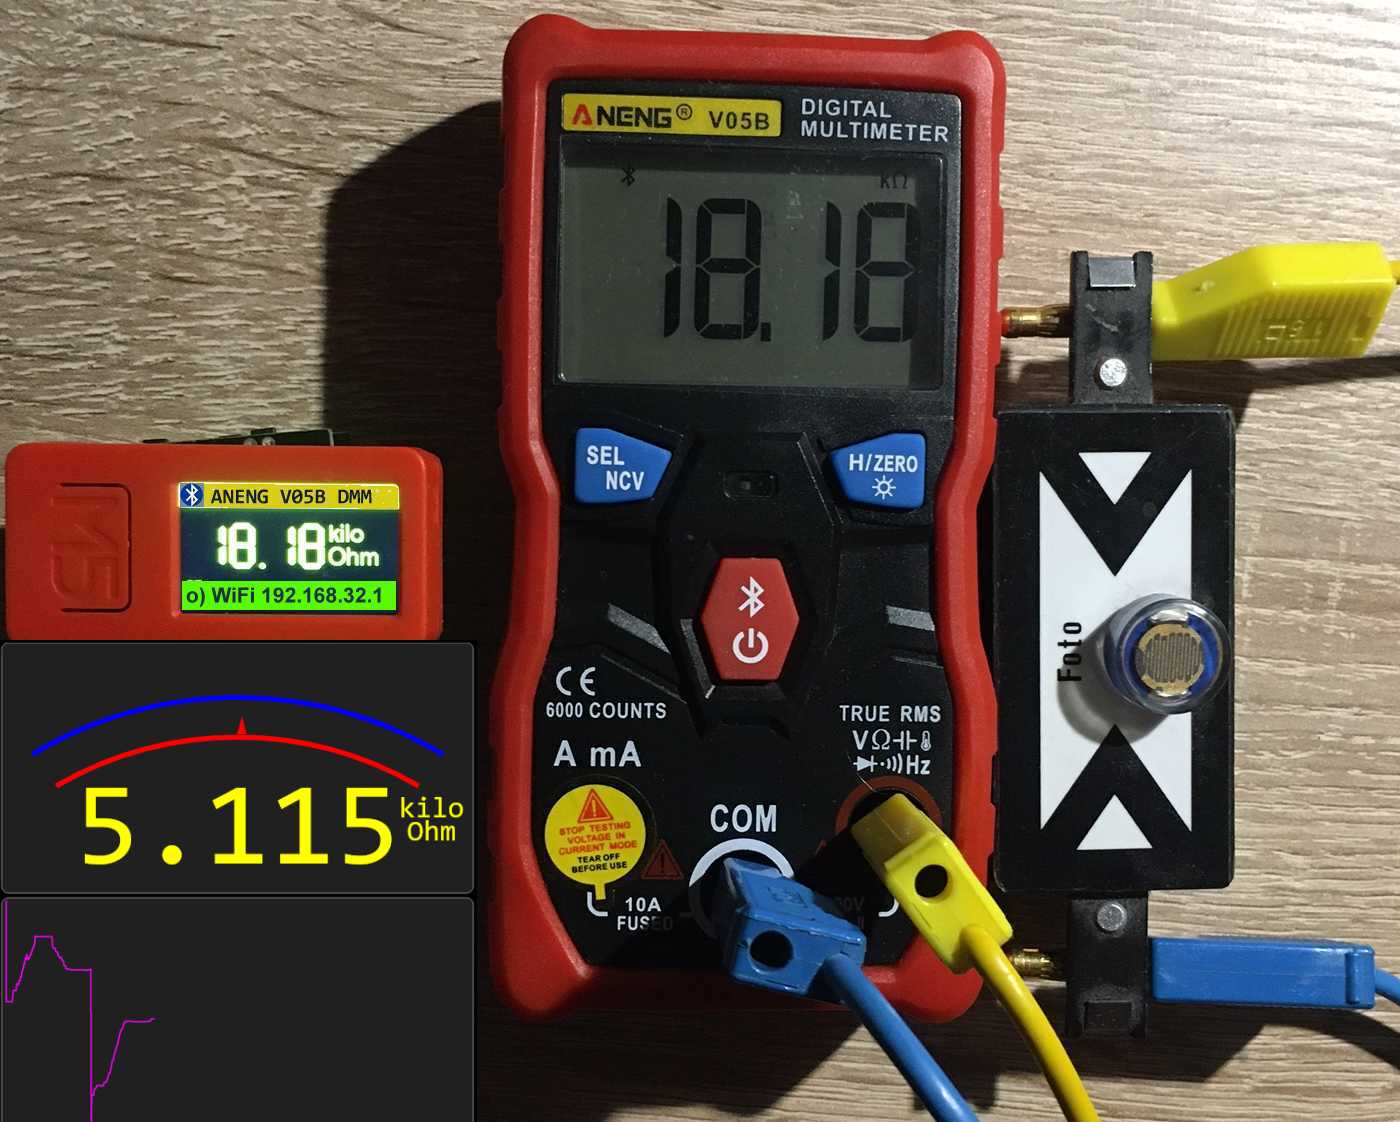 ANENG® V05B
DIGITAL
MULTIMETER
kΩ
18.18
SEL
NCV
H/ZERO
M5
ANENG V05B DMM
18.18 kilo
Ohm
o) WiFi 192.168.32.1
5.115 kilo
Ohm
CE
6000 COUNTS
A mA
TRUE RMS
VΩ
Hz
STOP TESTING
VOLTAGE IN
CURRENT MODE
TEAR OFF
BEFORE USE
COM
10A
FUSED
Foto